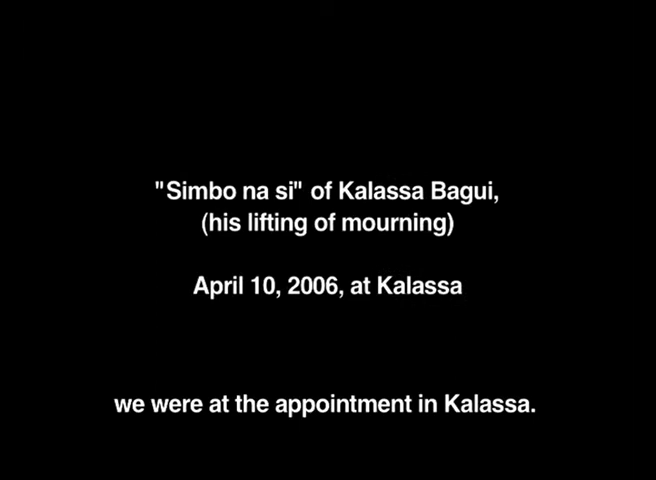 "Simbo na si" of Kalassa Bagui,
(his lifting of mourning)
April 10, 2006, at Kalassa
we were at the appointment in Kalassa.